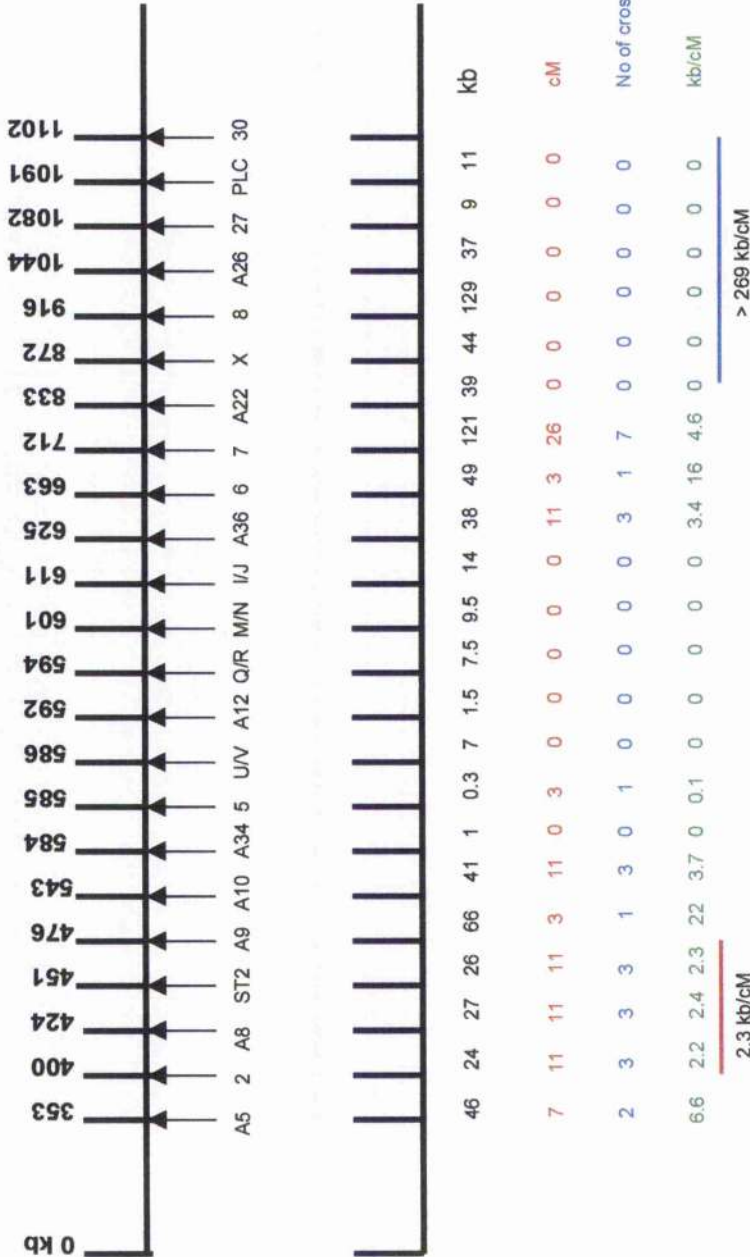 0 kb 353 400 424 451 476 543 584 585 586 592 594 601 611 625 663 712 833 872 916 1044 1082 1091 1102
A5 2 A8 ST2 A9 A10 A34 5 U/V A12 Q/R M/N I/J A36 6 7 A22 X 8 A26 27 PLC 30
46 24 27 26 66 41 1 0.3 7 1.5 7.5 9.5 14 38 49 121 39 44 129 37 9 11 kb
7 11 11 11 3 11 0 3 0 0 0 0 0 11 3 26 0 0 0 0 0 0 cM
2 3 3 3 1 3 0 1 0 0 0 0 0 3 1 7 0 0 0 0 0 0 No of cros
6.6 2.2 2.4 2.3 22 3.7 0 0.1 0 0 0 0 0 3.4 16 4.6 0 0 0 0 0 0 kb/cM
2.3 kb/cM > 269 kb/cM